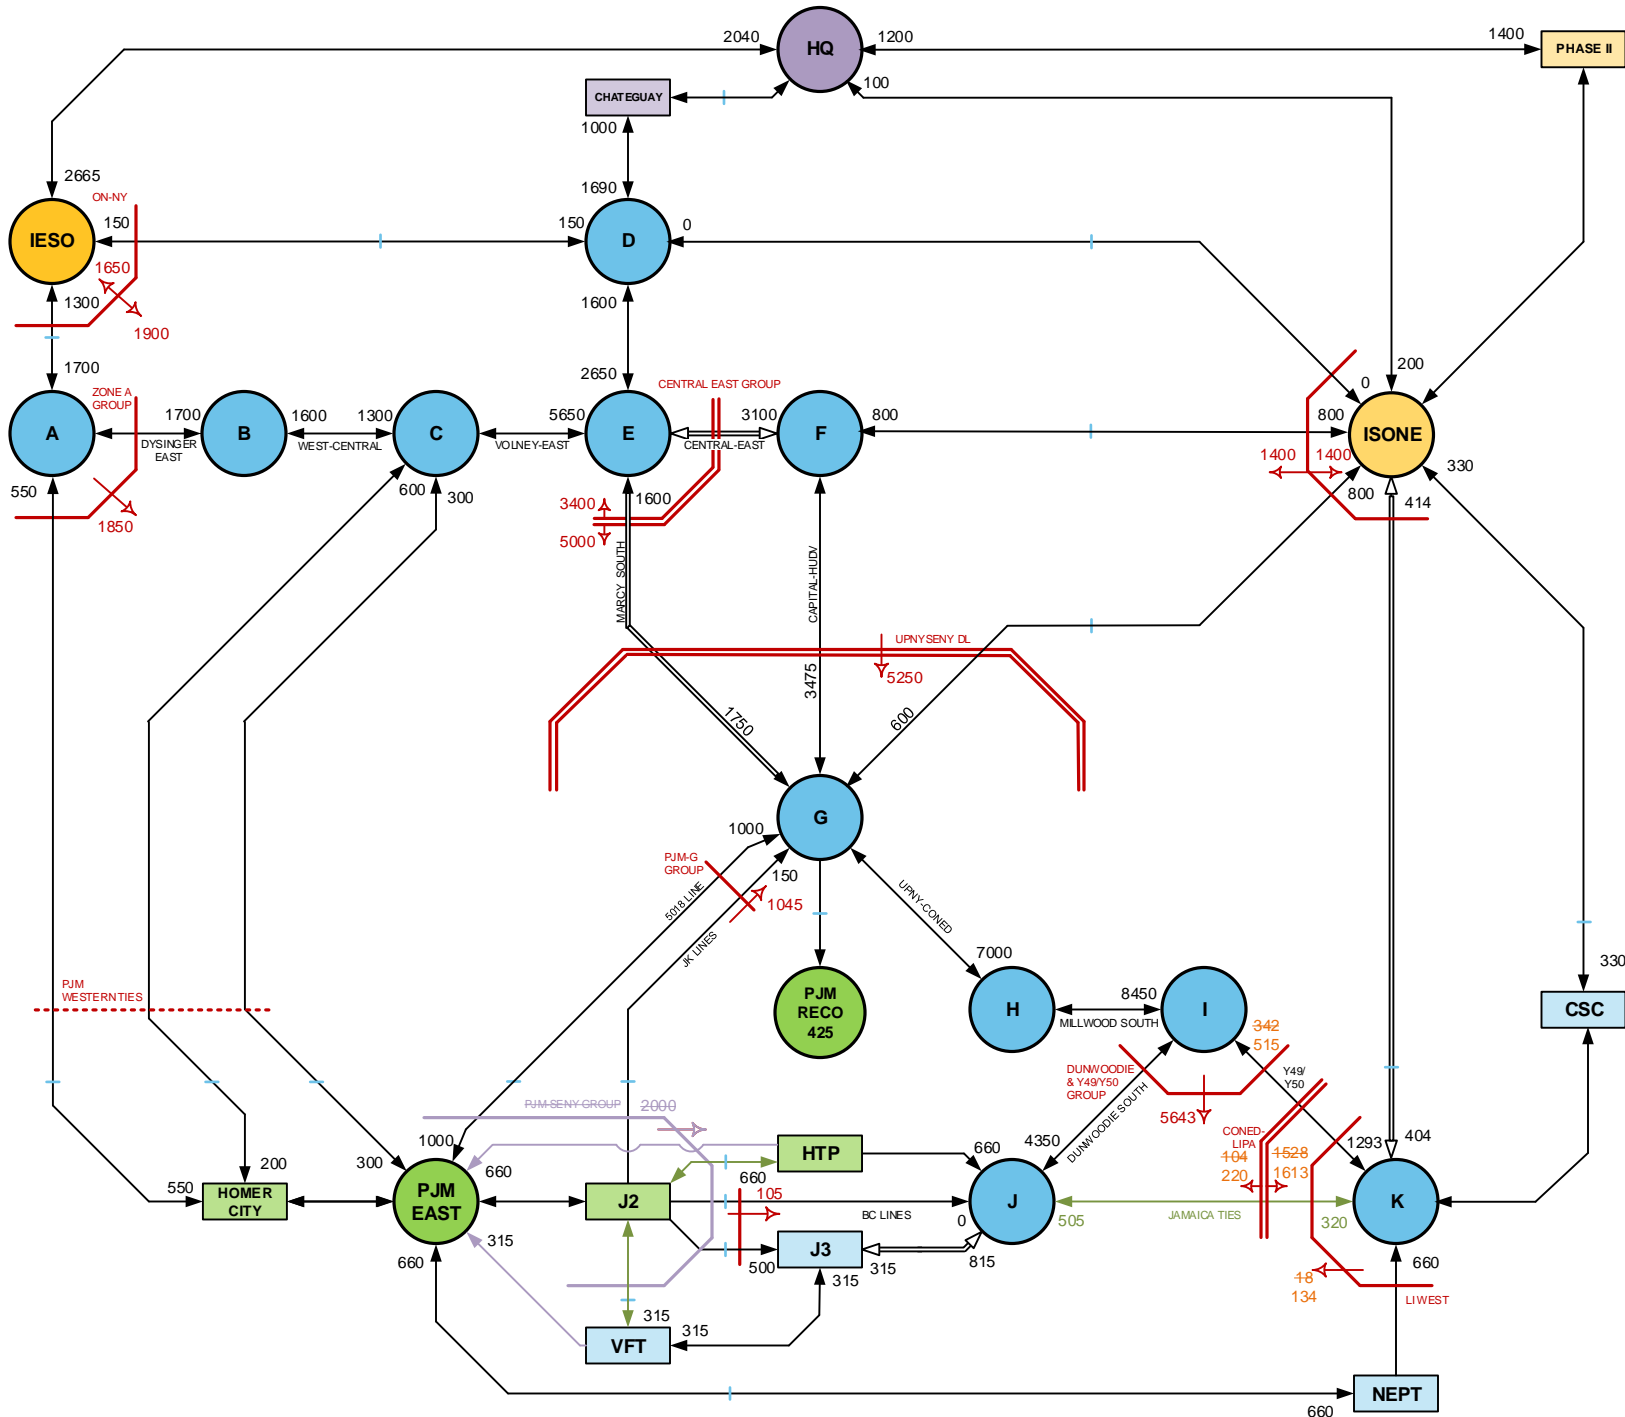 2040
HQ
1200
1400
PHASE II
100
CHATEGUAY
1000
2665
ON-NY
1690
IESO
150
150
D
0
1650
1300
1900
1600
1700
2650
200
0
ZONE A
GROUP
CENTRAL EAST GROUP
A
1700
B
1600
1300
C
5650
E
3100
F
800
800
ISONE
DYSINGER
EAST
WEST-CENTRAL
VOLNEY-EAST
CENTRAL-EAST
1400
1400
330
550
600
300
1600
800
414
1850
3400
5000
MARCY SOUTH
CAPITAL-HUDV
UPNYSENY DL
5250
3475
1750
600
G
1000
PJM-G
GROUP
150
1045
5018 LINE
JK LINES
UPNY-CONED
7000
8450
330
PJM
WESTERN TIES
PJM
RECO
425
H
MILLWOOD SOUTH
I
CSC
342
515
DUNWOODIE
& Y49/Y50
GROUP
Y49/
Y50
5643
DUNWOODIE SOUTH
PJM-SENY GROUP
2000
CONED-
LIPA
104
220
1528
1613
1293
404
1000
660
HTP
660
4350
200
300
550
HOMER
CITY
PJM
EAST
J2
660
105
BC LINES
0
J
505
JAMAICA TIES
320
K
315
660
500
J3
315
315
815
660
18
134
LI WEST
315
VFT
315
NEPT
660